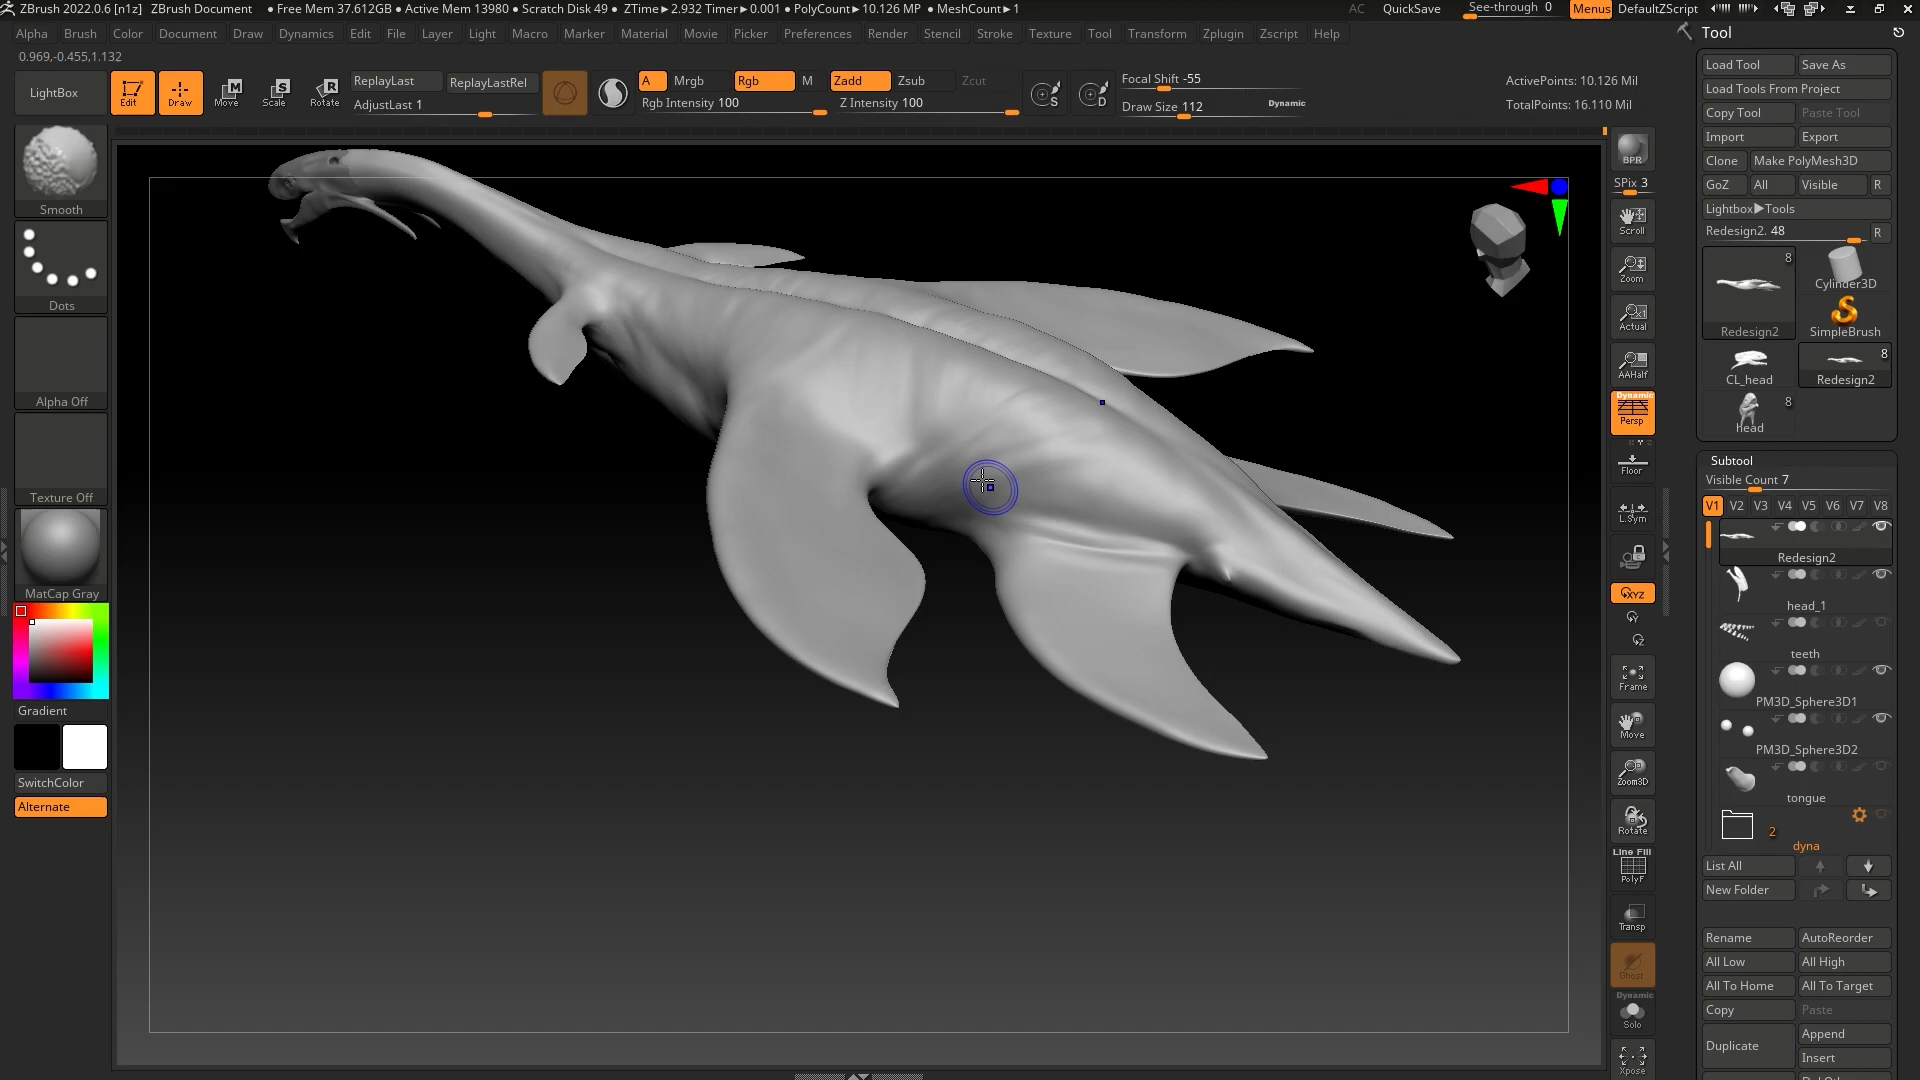 ZBrush 2022.0.6 [n1z] ZBrush Document ● Free Mem 37.612GB ● Active Mem 13980 ● Scratch Disk 49 ● ZTime►2.932 Timer►0.001 ● PolyCount►10.126 MP ● MeshCount►1 AC QuickSave See-through 0 Menus DefaultZScript
Alpha Brush Color Document Draw Dynamics Edit File Layer Light Macro Marker Material Movie Picker Preferences Render Stencil Stroke Texture Tool Transform Zplugin Zscript Help
0.969,-0.455,1.132
LightBox
Edit
Draw
Move
Scale
Rotate
ReplayLast ReplayLastRel
AdjustLast 1
A Mrgb Rgb M Zadd Zsub Zcut
Rgb Intensity 100 Z Intensity 100
S
D
Focal Shift -55
Draw Size 112 Dynamic
ActivePoints: 10.126 Mil
TotalPoints: 16.110 Mil
Smooth
Dots
Alpha Off
Texture Off
MatCap Gray
Gradient
SwitchColor
Alternate
BPR
SPix 3
Scroll
Zoom
Actual
AAHalf
Dynamic
Persp
Floor
L.Sym
XYZ
Y
Z
Frame
Move
Zoom3D
Rotate
Line Fill
PolyF
Transp
Ghost
Dynamic
Solo
Xpose
Tool
Load Tool Save As
Load Tools From Project
Copy Tool Paste Tool
Import Export
Clone Make PolyMesh3D
GoZ All Visible R
Lightbox▶Tools
Redesign2. 48 R
8
Redesign2
Cylinder3D
SimpleBrush
CL_head
8
Redesign2
8
head
Subtool
Visible Count 7
V1 V2 V3 V4 V5 V6 V7 V8
Redesign2
head_1
teeth
PM3D_Sphere3D1
PM3D_Sphere3D2
tongue
2
dyna
List All
New Folder
Rename AutoReorder
All Low All High
All To Home All To Target
Copy Paste
Duplicate
Append
Insert